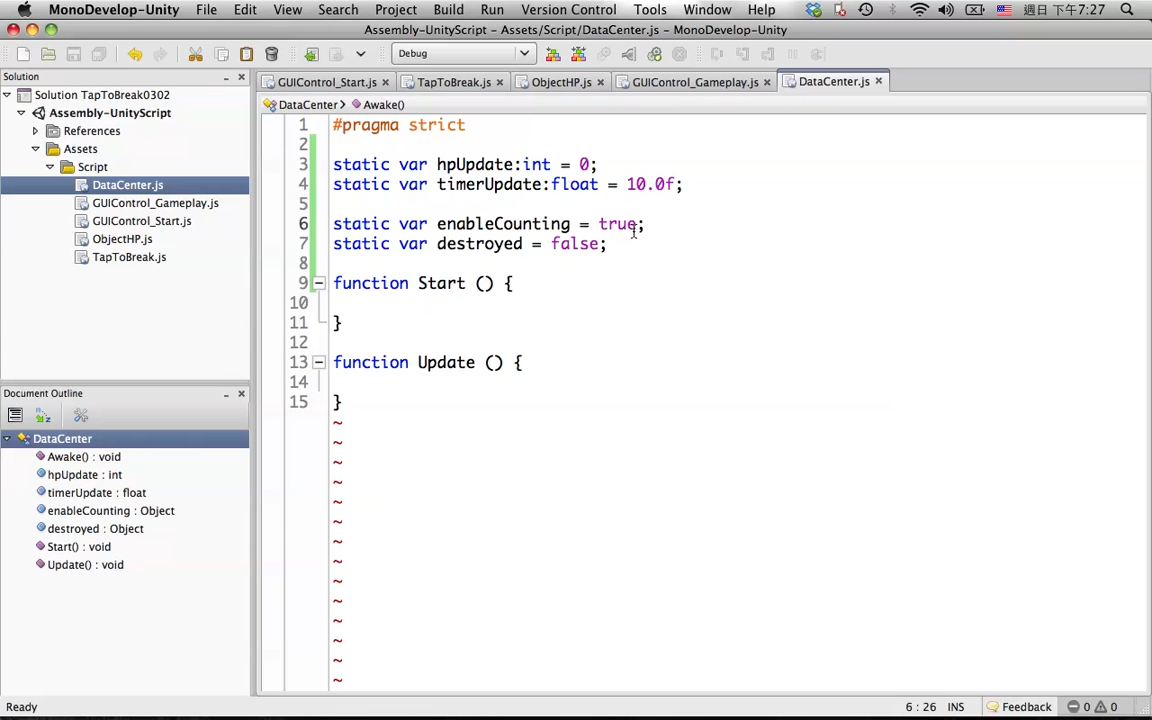 MonoDevelop-Unity File Edit View Search Project Build Run Version Control Tools Window Help 週日 下午7:27
Assembly-UnityScript - Assets/Script/DataCenter.js - MonoDevelop-Unity
Debug
Solution
Solution TapToBreak0302
Assembly-UnityScript
References
Assets
Script
DataCenter.js
GUIControl_Gameplay.js
GUIControl_Start.js
ObjectHP.js
TapToBreak.js
Document Outline
DataCenter
Awake() : void
hpUpdate : int
timerUpdate : float
enableCounting : Object
destroyed : Object
Start() : void
Update() : void
GUIControl_Start.js TapToBreak.js ObjectHP.js GUIControl_Gameplay.js DataCenter.js
DataCenter Awake()
1 #pragma strict
2
3 static var hpUpdate:int = 0;
4 static var timerUpdate:float = 10.0f;
5
6 static var enableCounting = true;
7 static var destroyed = false;
8
9 function Start () {
10
11 }
12
13 function Update () {
14
15 }
~
~
~
~
~
~
~
~
~
~
~
~
~
~
Ready 6 : 26 INS Feedback 0 0